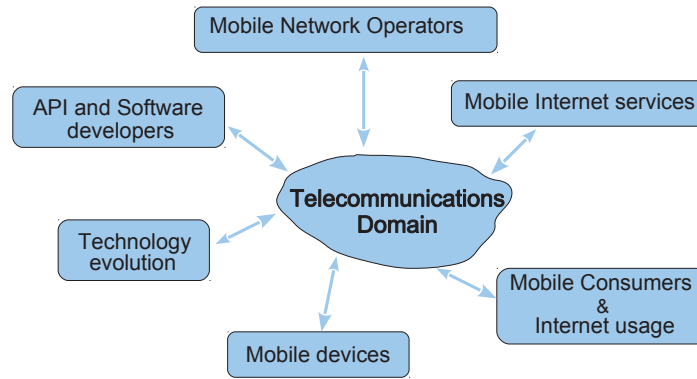 Mobile Network Operators
API and Software
developers
Mobile Internet services
Telecommunications
Domain
Technology
evolution
Mobile Consumers
&
Internet usage
Mobile devices